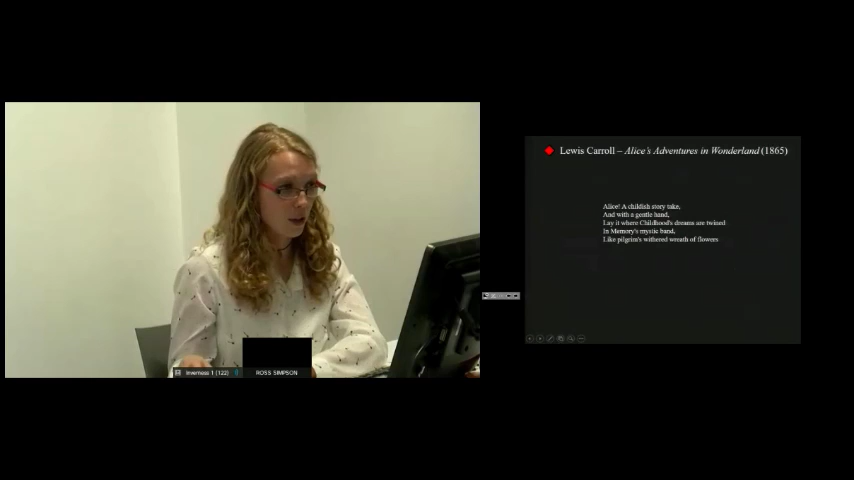 Lewis Carroll – Alice's Adventures in Wonderland (1865)
Alice! A childish story take,
And with a gentle hand,
Lay it where Childhood's dreams are twined
In Memory's mystic band,
Like pilgrim's withered wreath of flowers
Inverness 1 (122)
ROSS SIMPSON